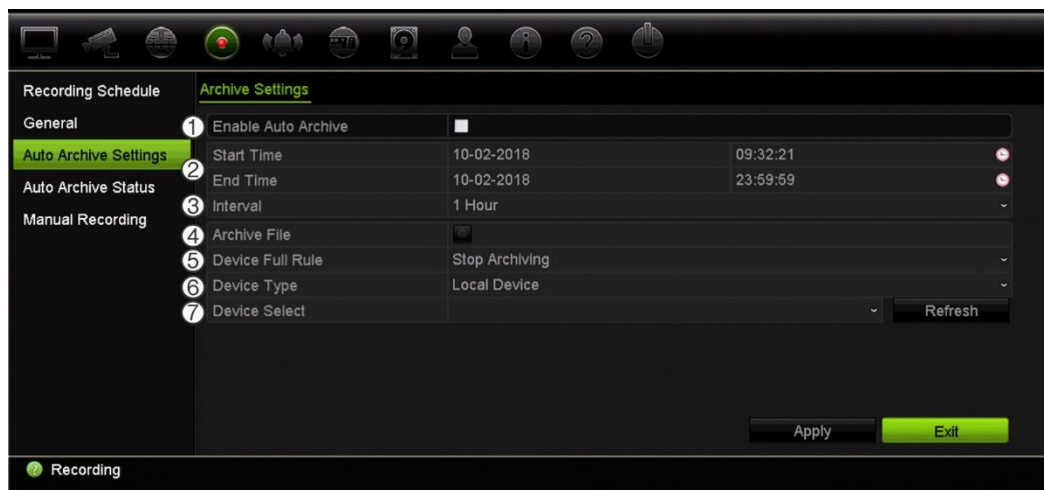 Recording Schedule
General
Auto Archive Settings
Auto Archive Status
Manual Recording
Archive Settings
① Enable Auto Archive
② Start Time 10-02-2018 09:32:21
End Time 10-02-2018 23:59:59
③ Interval 1 Hour
④ Archive File
⑤ Device Full Rule Stop Archiving
⑥ Device Type Local Device
⑦ Device Select Refresh
Apply Exit
? Recording